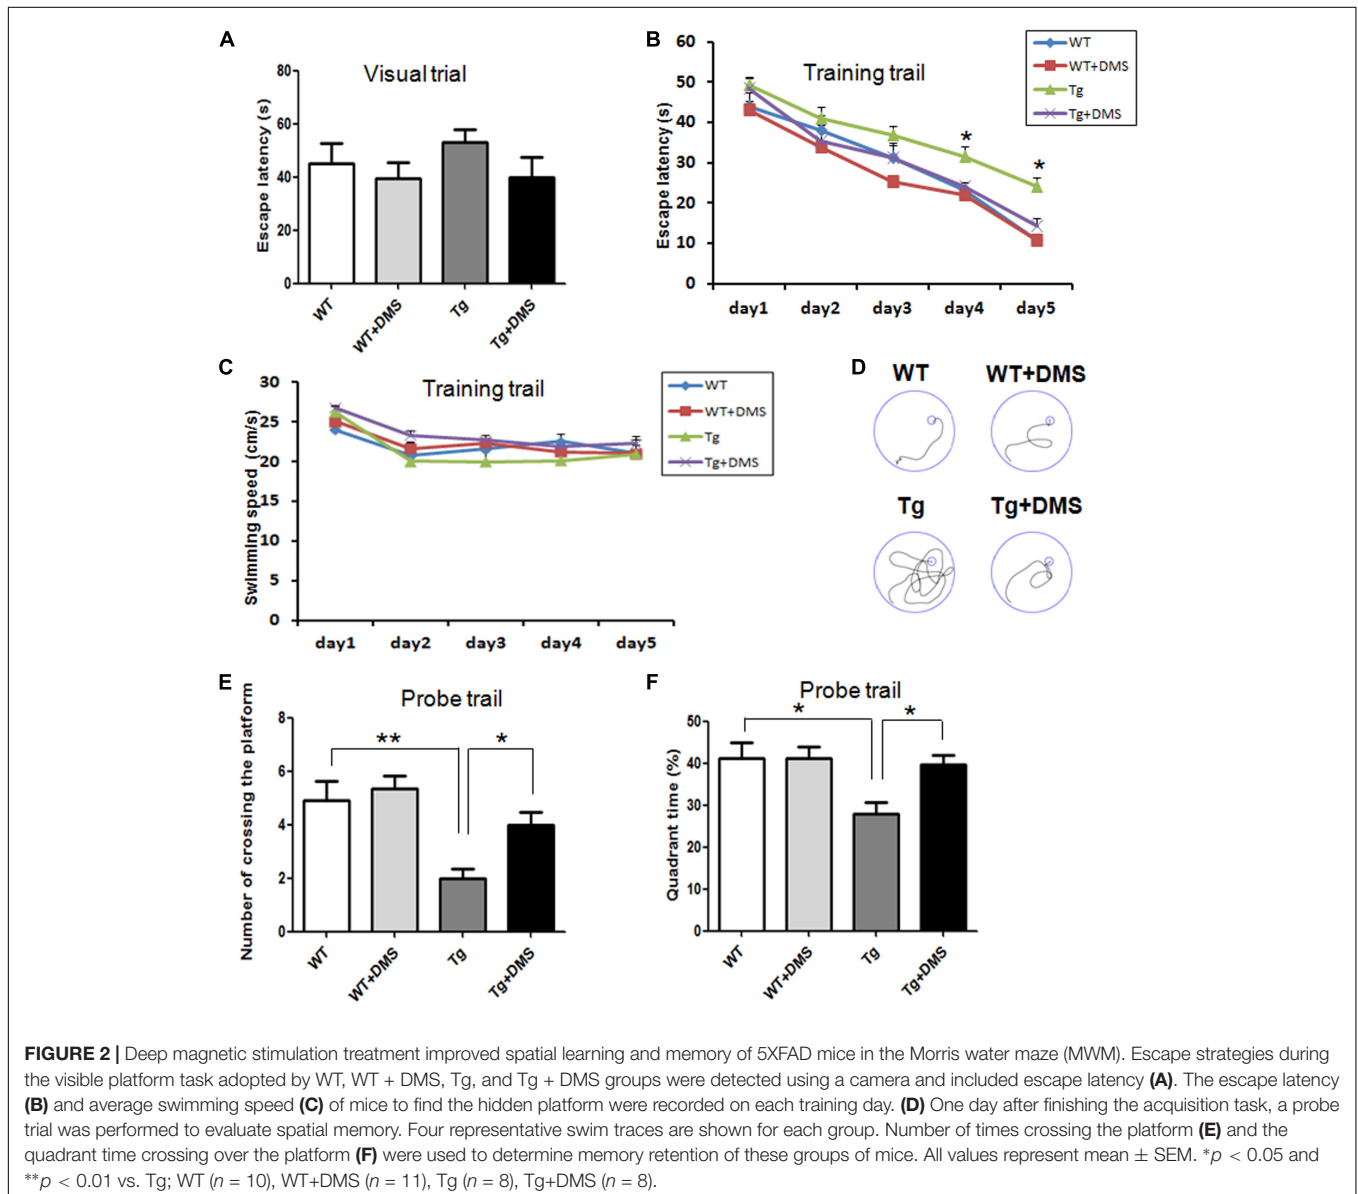 A
Visual trial
Escape latency (s)
80
60
40
20
0
WT
WT+DMS
Tg
Tg+DMS
B
Training trail
Escape latency (s)
60
50
40
30
20
10
0
*
*
day1 day2 day3 day4 day5
WT
WT+DMS
Tg
Tg+DMS
C
Training trail
Swimming speed (cm/s)
30
25
20
15
10
5
0
day1 day2 day3 day4 day5
WT
WT+DMS
Tg
Tg+DMS
D
WT WT+DMS
Tg Tg+DMS
E
Probe trail
Number of crossing the platform
8
6
4
2
0
** *
WT
WT+DMS
Tg
Tg+DMS
F
Probe trail
Quadrant time (%)
50
40
30
20
10
0
* *
WT
WT+DMS
Tg
Tg+DMS
FIGURE 2 | Deep magnetic stimulation treatment improved spatial learning and memory of 5XFAD mice in the Morris water maze (MWM). Escape strategies during
the visible platform task adopted by WT, WT + DMS, Tg, and Tg + DMS groups were detected using a camera and included escape latency (A). The escape latency
(B) and average swimming speed (C) of mice to find the hidden platform were recorded on each training day. (D) One day after finishing the acquisition task, a probe
trial was performed to evaluate spatial memory. Four representative swim traces are shown for each group. Number of times crossing the platform (E) and the
quadrant time crossing over the platform (F) were used to determine memory retention of these groups of mice. All values represent mean ± SEM. *p < 0.05 and
**p < 0.01 vs. Tg; WT (n = 10), WT+DMS (n = 11), Tg (n = 8), Tg+DMS (n = 8).